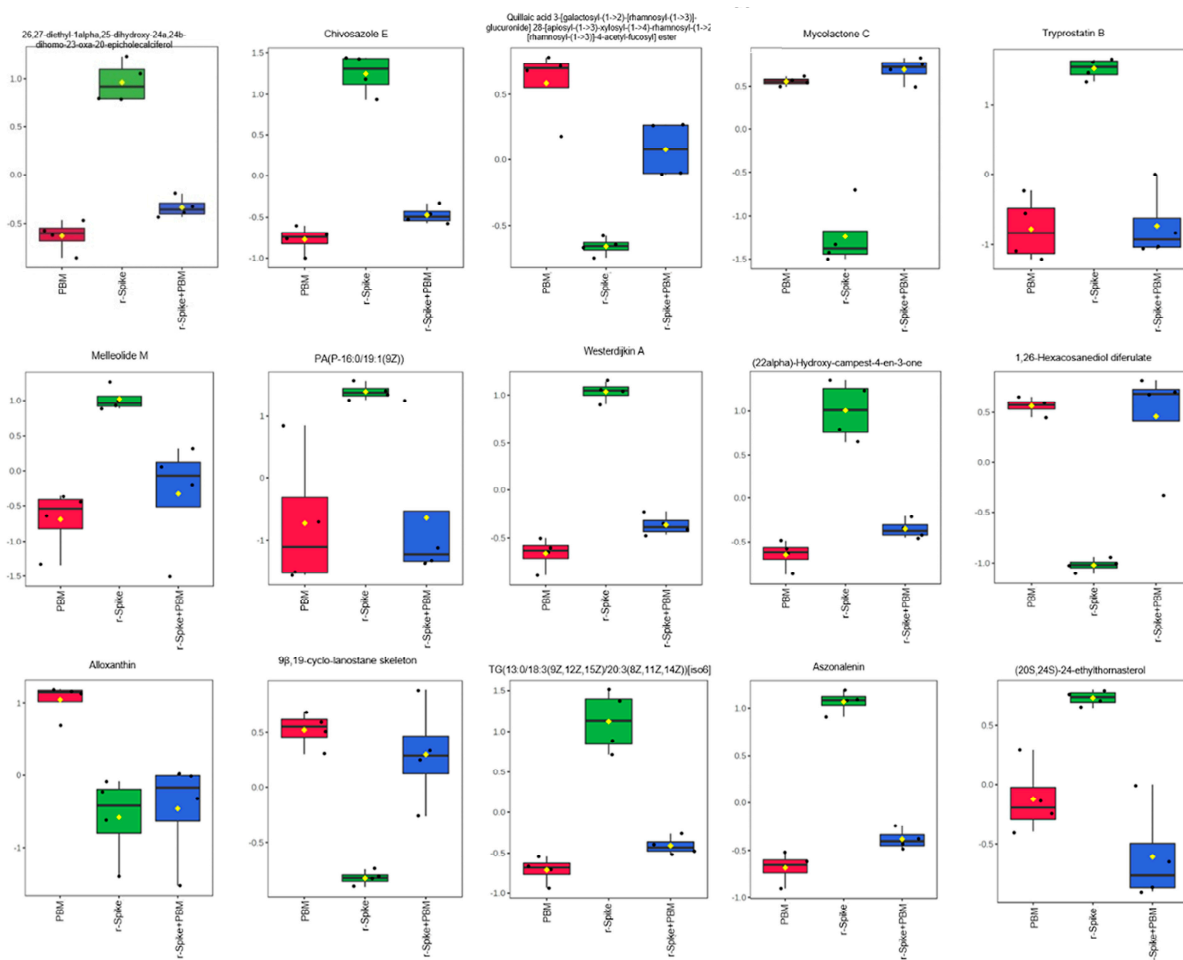 26,27-diethyl-1alpha,25-dihydroxy-24a,24b-
dihomo-23-oxa-20-epicholecalciferol
1.0
0.5
0.0
-0.5
PBM
r-Spike
r-Spike+PBM
Chivosazole E
1.5
1.0
0.5
0.0
-0.5
-1.0
PBM
r-Spike
r-Spike+PBM
Quillaic acid 3-[galactosyl-(1->2)-[rhamnosyl-(1->3)]-
glucuronide] 28-[apiosyl-(1->3)-xylosyl-(1->4)-rhamnosyl-(1->2
[rhamnosyl-(1->3)]-4-acetyl-fucosyl] ester
0.5
0.0
-0.5
PBM
r-Spike
r-Spike+PBM
Mycolactone C
0.5
0.0
-0.5
-1.0
-1.5
PBM
r-Spike
r-Spike+PBM
Tryprostatin B
1
0
-1
PBM
r-Spike
r-Spike+PBM
Melleolide M
1.0
0.5
0.0
-0.5
-1.0
-1.5
PBM
r-Spike
r-Spike+PBM
PA(P-16:0/19:1(9Z))
1
0
-1
PBM
r-Spike
r-Spike+PBM
Westerdijkin A
1.0
0.5
0.0
-0.5
PBM
r-Spike
r-Spike+PBM
(22alpha)-Hydroxy-campest-4-en-3-one
1.0
0.5
0.0
-0.5
PBM
r-Spike
r-Spike+PBM
1,26-Hexacosanediol diferulate
0.5
0.0
-0.5
-1.0
PBM
r-Spike
r-Spike+PBM
Alloxanthin
1
0
-1
PBM
r-Spike
r-Spike+PBM
9β,19-cyclo-lanostane skeleton
0.5
0.0
-0.5
PBM
r-Spike
r-Spike+PBM
TG(13:0/18:3(9Z,12Z,15Z)/20:3(8Z,11Z,14Z))[iso6]
1.5
1.0
0.5
0.0
-0.5
-1.0
PBM
r-Spike
r-Spike+PBM
Aszonalenin
1.0
0.5
0.0
-0.5
-1.0
PBM
r-Spike
r-Spike+PBM
(20S,24S)-24-ethylthornasterol
0.5
0.0
-0.5
PBM
r-Spike
r-Spike+PBM